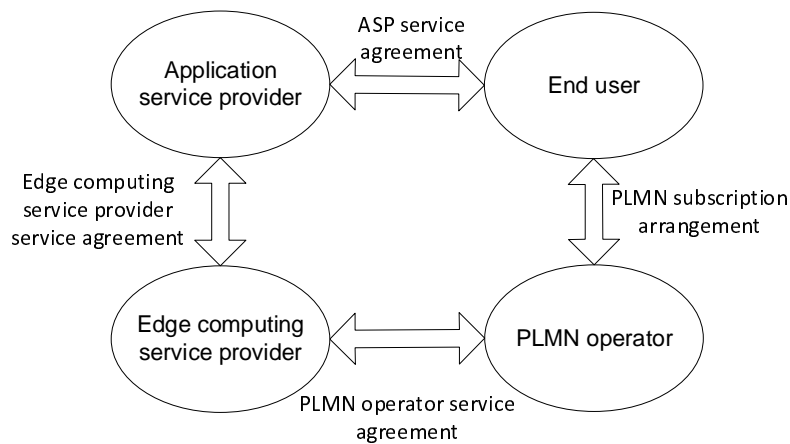 ASP service
agreement
Application
service provider
End user
Edge computing
service provider
service agreement
PLMN subscription
arrangement
Edge computing
service provider
PLMN operator
PLMN operator service
agreement